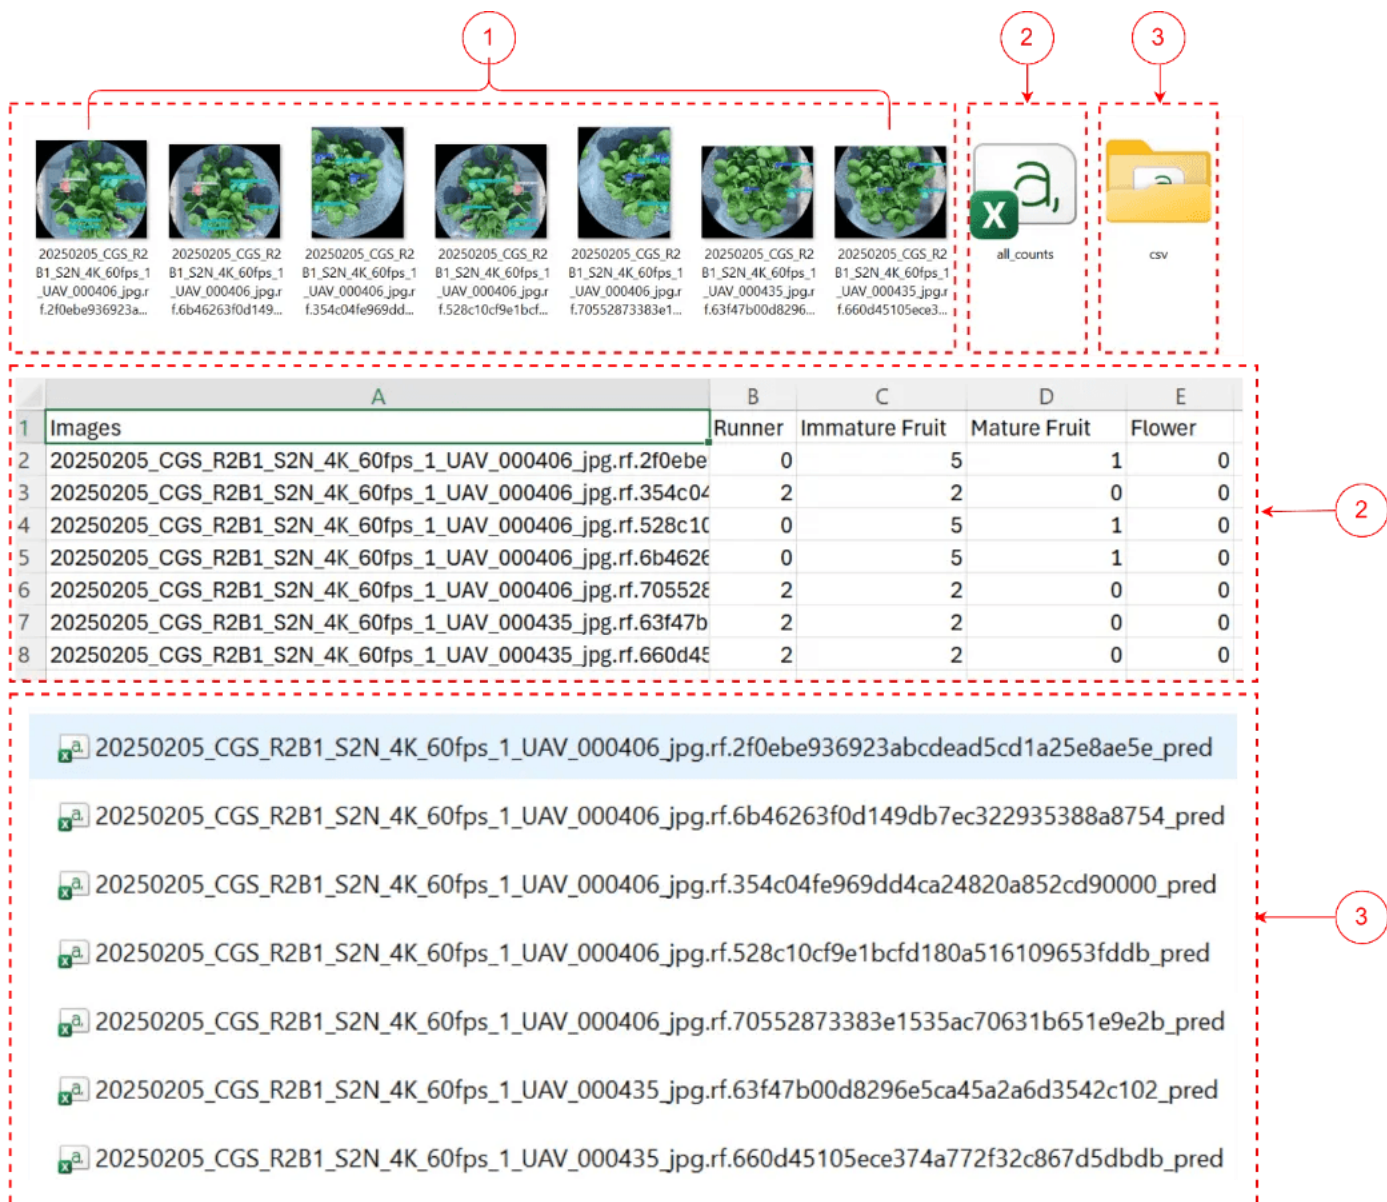 1
2
3
20250205_CGS_R2
B1_S2N_4K_60fps_1
_UAV_000406_jpg.r
f.2f0ebe936923a...
20250205_CGS_R2
B1_S2N_4K_60fps_1
_UAV_000406_jpg.r
f.6b46263f0d149...
20250205_CGS_R2
B1_S2N_4K_60fps_1
_UAV_000406_jpg.r
f.354c04fe969dd...
20250205_CGS_R2
B1_S2N_4K_60fps_1
_UAV_000406_jpg.r
f.528c10cf9e1bcf...
20250205_CGS_R2
B1_S2N_4K_60fps_1
_UAV_000406_jpg.r
f.70552873383e1...
20250205_CGS_R2
B1_S2N_4K_60fps_1
_UAV_000435_jpg.r
f.63f47b00d8296...
20250205_CGS_R2
B1_S2N_4K_60fps_1
_UAV_000435_jpg.r
f.660d45105ece3...
a,
X
all_counts
csv
A B C D E
1 Images Runner Immature Fruit Mature Fruit Flower
2 20250205_CGS_R2B1_S2N_4K_60fps_1_UAV_000406_jpg.rf.2f0ebe 0 5 1 0
3 20250205_CGS_R2B1_S2N_4K_60fps_1_UAV_000406_jpg.rf.354c04 2 2 0 0
4 20250205_CGS_R2B1_S2N_4K_60fps_1_UAV_000406_jpg.rf.528c10 0 5 1 0
5 20250205_CGS_R2B1_S2N_4K_60fps_1_UAV_000406_jpg.rf.6b4626 0 5 1 0
6 20250205_CGS_R2B1_S2N_4K_60fps_1_UAV_000406_jpg.rf.705528 2 2 0 0
7 20250205_CGS_R2B1_S2N_4K_60fps_1_UAV_000435_jpg.rf.63f47b 2 2 0 0
8 20250205_CGS_R2B1_S2N_4K_60fps_1_UAV_000435_jpg.rf.660d45 2 2 0 0
2
20250205_CGS_R2B1_S2N_4K_60fps_1_UAV_000406_jpg.rf.2f0ebe936923abcdead5cd1a25e8ae5e_pred
20250205_CGS_R2B1_S2N_4K_60fps_1_UAV_000406_jpg.rf.6b46263f0d149db7ec322935388a8754_pred
20250205_CGS_R2B1_S2N_4K_60fps_1_UAV_000406_jpg.rf.354c04fe969dd4ca24820a852cd90000_pred
20250205_CGS_R2B1_S2N_4K_60fps_1_UAV_000406_jpg.rf.528c10cf9e1bcfd180a516109653fddb_pred
20250205_CGS_R2B1_S2N_4K_60fps_1_UAV_000406_jpg.rf.70552873383e1535ac70631b651e9e2b_pred
20250205_CGS_R2B1_S2N_4K_60fps_1_UAV_000435_jpg.rf.63f47b00d8296e5ca45a2a6d3542c102_pred
20250205_CGS_R2B1_S2N_4K_60fps_1_UAV_000435_jpg.rf.660d45105ece374a772f32c867d5dbdb_pred
3